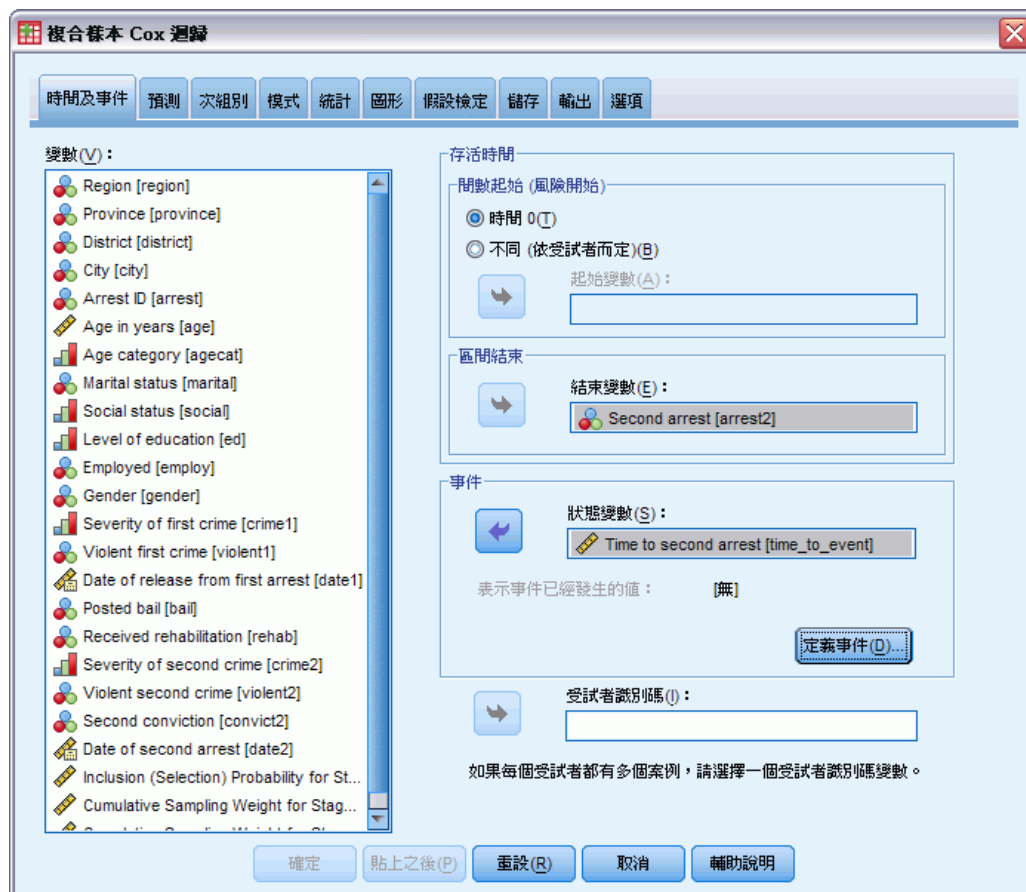 複合樣本 Cox 迴歸
時間及事件 預測 次組別 模式 統計 圖形 假設檢定 儲存 輸出 選項
變數(V)：
Region [region]
Province [province]
District [district]
City [city]
Arrest ID [arrest]
Age in years [age]
Age category [agecat]
Marital status [marital]
Social status [social]
Level of education [ed]
Employed [employ]
Gender [gender]
Severity of first crime [crime1]
Violent first crime [violent1]
Date of release from first arrest [date1]
Posted bail [bail]
Received rehabilitation [rehab]
Severity of second crime [crime2]
Violent second crime [violent2]
Second conviction [convict2]
Date of second arrest [date2]
Inclusion (Selection) Probability for St...
Cumulative Sampling Weight for Stag...
存活時間
間數起始 (風險開始)
時間 0(T)
不同 (依受試者而定)(B)
起始變數(A)：
區間結束
結束變數(E)：
Second arrest [arrest2]
事件
狀態變數(S)：
Time to second arrest [time_to_event]
表示事件已經發生的值： [無]
定義事件(D)...
受試者識別碼(I)：
如果每個受試者都有多個案例，請選擇一個受試者識別碼變數。
確定 貼上之後(P) 重設(R) 取消 輔助說明